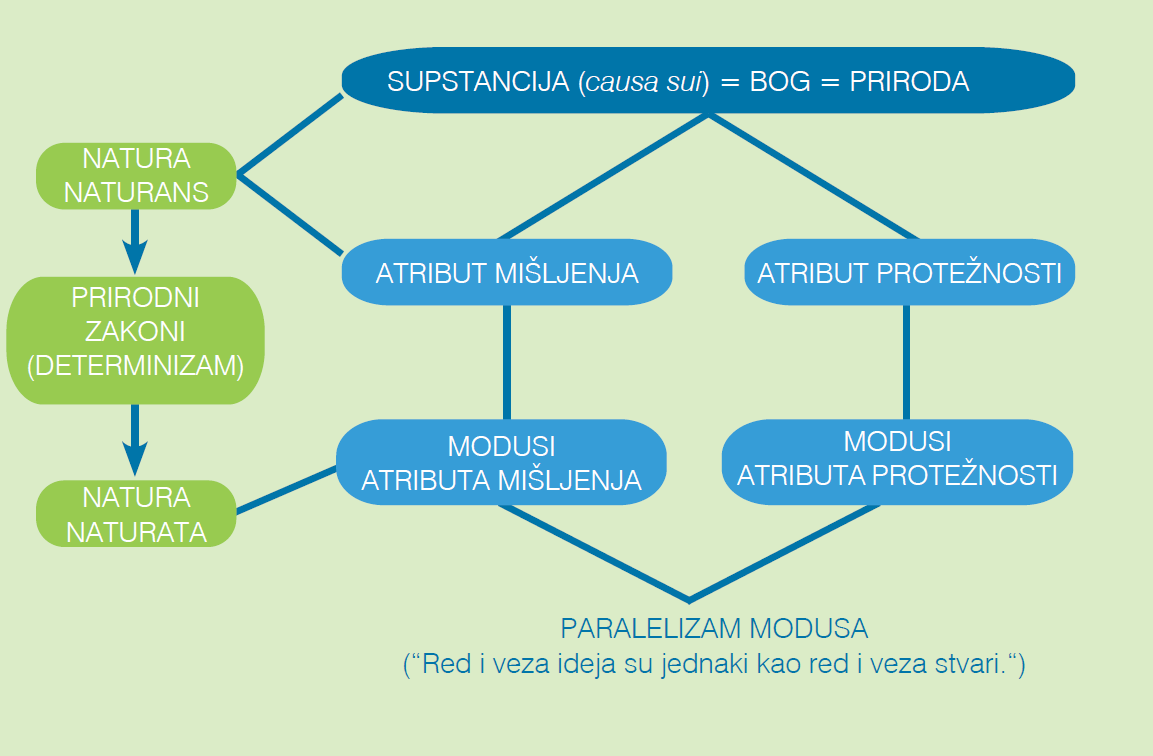 SUPSTANCIJA (causa sui) = BOG = PRIRODA
NATURA
NATURANS
ATRIBUT MIŠLJENJA
ATRIBUT PROTEŽNOSTI
PRIRODNI
ZAKONI
(DETERMINIZAM)
MODUSI
ATRIBUTA MIŠLJENJA
MODUSI
ATRIBUTA PROTEŽNOSTI
NATURA
NATURATA
PARALELIZAM MODUSA
(“Red i veza ideja su jednaki kao red i veza stvari.“)